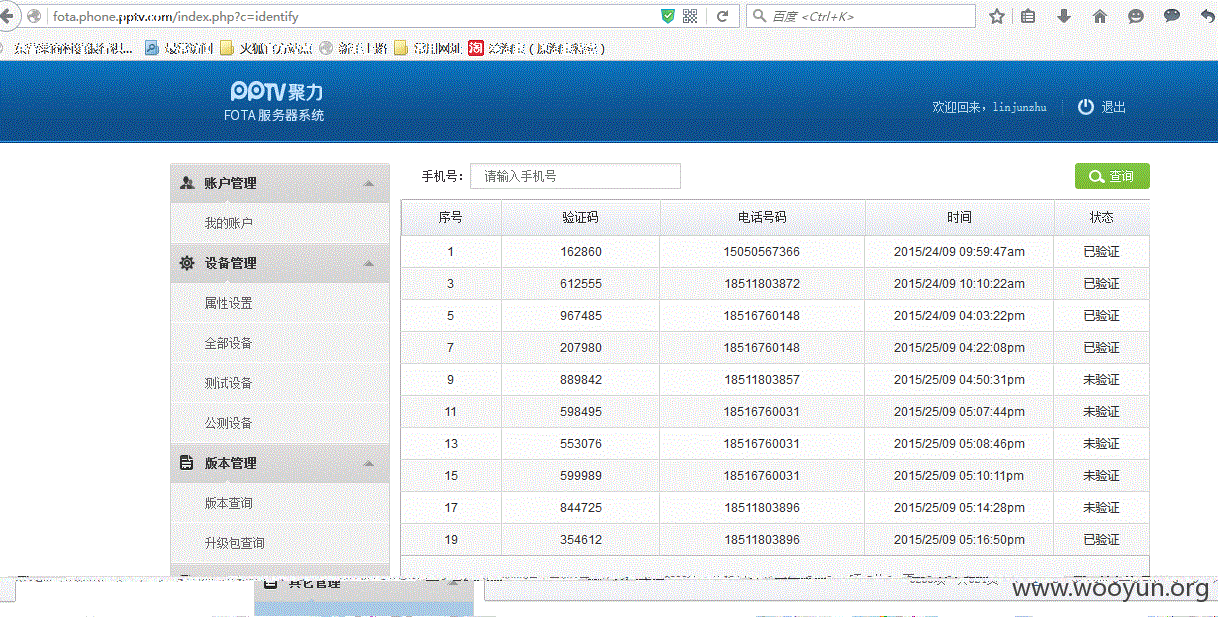 fota.phone.pptv.com/index.php?c=identify
百度 <Ctrl+K>
火狐官方站点
常用网址
淘
PPTV聚力
FOTA 服务器系统
欢迎回来，linjunzhu
退出
账户管理
我的账户
设备管理
属性设置
全部设备
测试设备
公测设备
版本管理
版本查询
升级包查询
其它管理
手机号： 请输入手机号 查询
序号 验证码 电话号码 时间 状态
1 162860 15050567366 2015/24/09 09:59:47am 已验证
3 612555 18511803872 2015/24/09 10:10:22am 已验证
5 967485 18516760148 2015/24/09 04:03:22pm 已验证
7 207980 18516760148 2015/25/09 04:22:08pm 已验证
9 889842 18511803857 2015/25/09 04:50:31pm 未验证
11 598495 18516760031 2015/25/09 05:07:44pm 未验证
13 553076 18516760031 2015/25/09 05:08:46pm 未验证
15 599989 18516760031 2015/25/09 05:10:11pm 未验证
17 844725 18511803896 2015/25/09 05:14:28pm 未验证
19 354612 18511803896 2015/25/09 05:16:50pm 已验证
www.wooyun.org